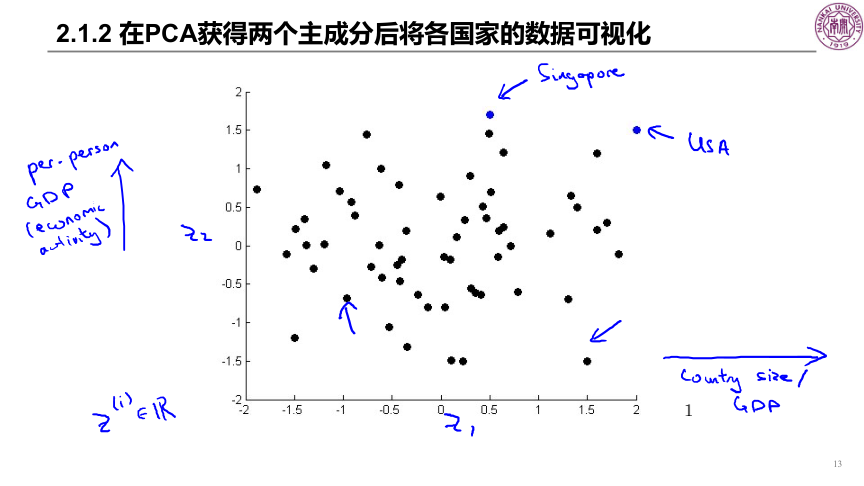 2.1.2 在PCA获得两个主成分后将各国家的数据可视化
NANKAI UNIVERSITY
1919
Singapore
USA
per-person
GDP
(economic
activity)
z₂
2
1.5
1
0.5
0
-0.5
-1
-1.5
-2
-2 -1.5 -1 -0.5 0 0.5 1 1.5 2
z₁
Country size/
GDP
1
z⁽ⁱ⁾ ∈ ℝ
13